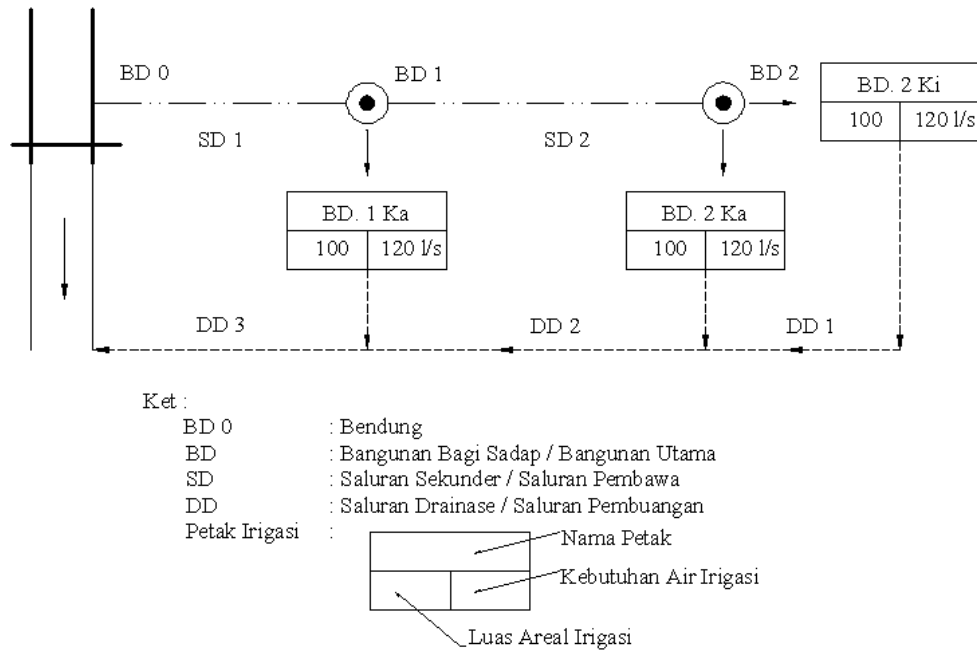 BD 0
BD 1
BD 2
BD. 2 Ki
100 120 l/s
SD 1
SD 2
BD. 1 Ka
100 120 l/s
BD. 2 Ka
100 120 l/s
DD 3
DD 2
DD 1
Ket :
BD 0 : Bendung
BD : Bangunan Bagi Sadap / Bangunan Utama
SD : Saluran Sekunder / Saluran Pembawa
DD : Saluran Drainase / Saluran Pembuangan
Petak Irigasi :
Nama Petak
Kebutuhan Air Irigasi
Luas Areal Irigasi